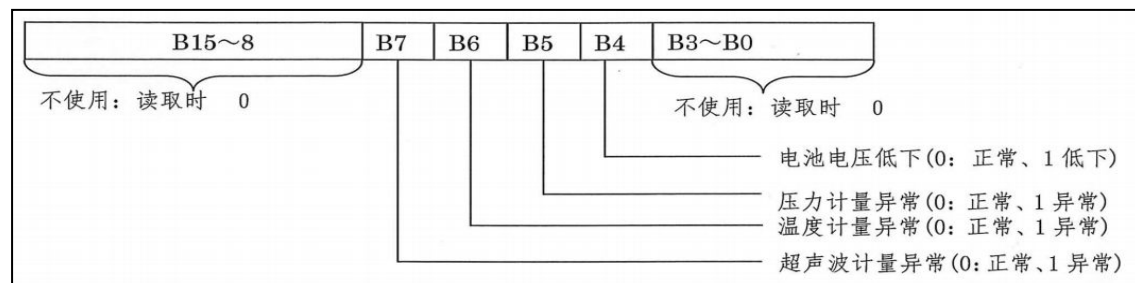 B15～8 B7 B6 B5 B4 B3～B0
不使用：读取时 0 不使用：读取时 0
电池电压低下(0：正常、1 低下)
压力计量异常(0：正常、1 异常)
温度计量异常(0：正常、1 异常)
超声波计量异常(0：正常、1 异常)